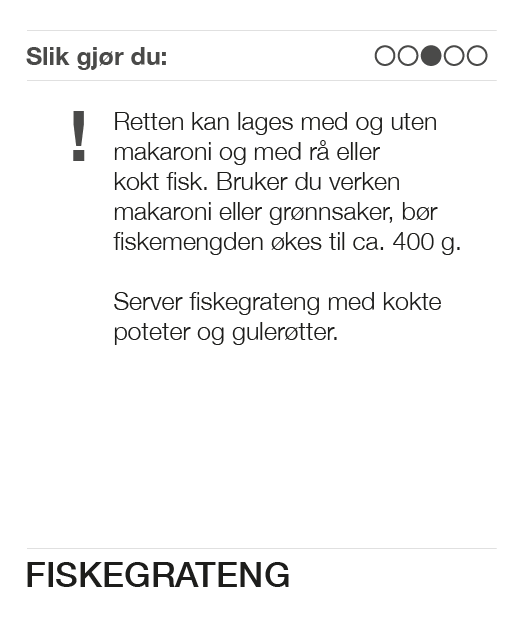 Slik gjør du:
!
Retten kan lages med og uten
makaroni og med rå eller
kokt fisk. Bruker du verken
makaroni eller grønnsaker, bør
fiskemengden økes til ca. 400 g.
Server fiskegrateng med kokte
poteter og gulerøtter.
FISKEGRATENG